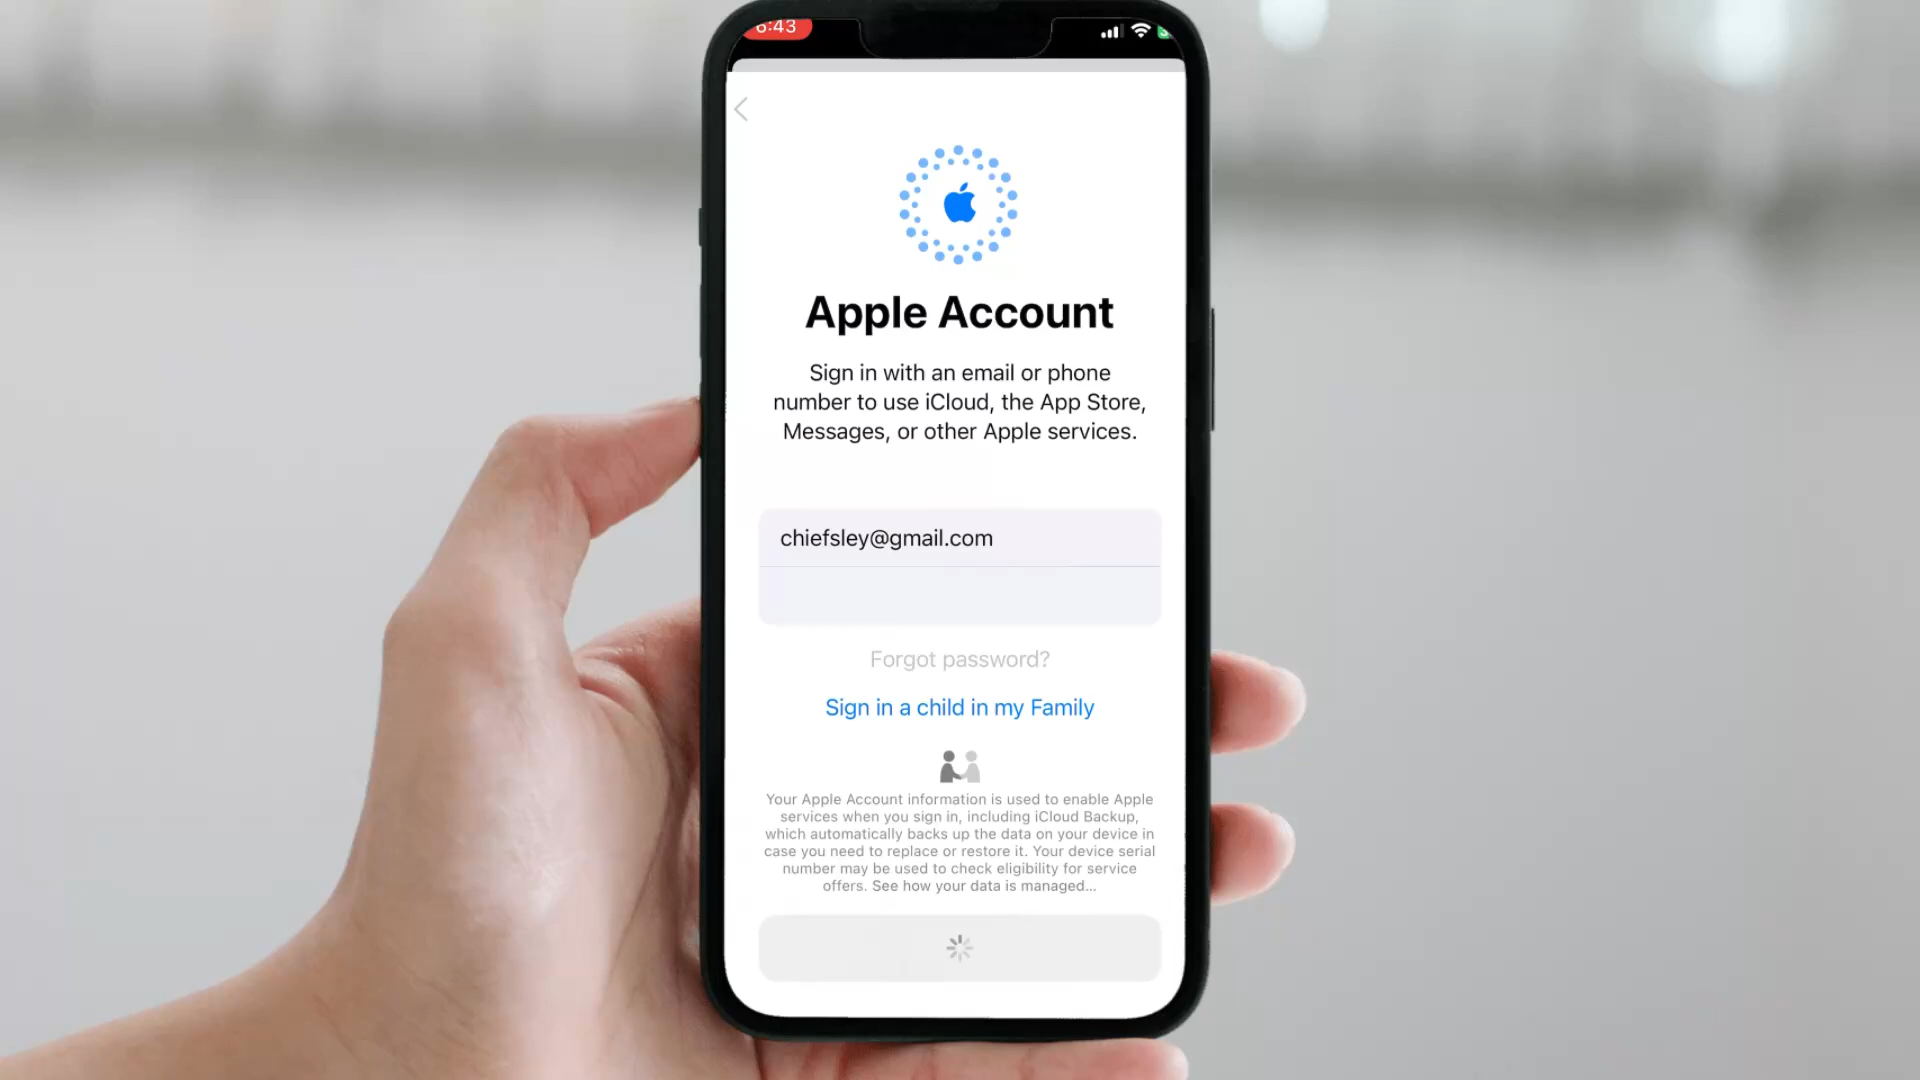 6:43
Apple Account
Sign in with an email or phone
number to use iCloud, the App Store,
Messages, or other Apple services.
chiefsley@gmail.com
Forgot password?
Sign in a child in my Family
Your Apple Account information is used to enable Apple
services when you sign in, including iCloud Backup,
which automatically backs up the data on your device in
case you need to replace or restore it. Your device serial
number may be used to check eligibility for service
offers. See how your data is managed...